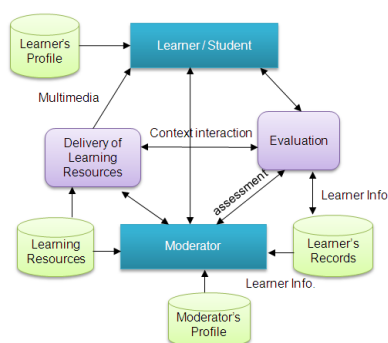 Learner's
Profile
Learner / Student
Multimedia
Delivery of
Learning
Resources
Context interaction
Evaluation
assessment
Learner Info
Learning
Resources
Moderator
Learner's
Records
Learner Info.
Moderator's
Profile